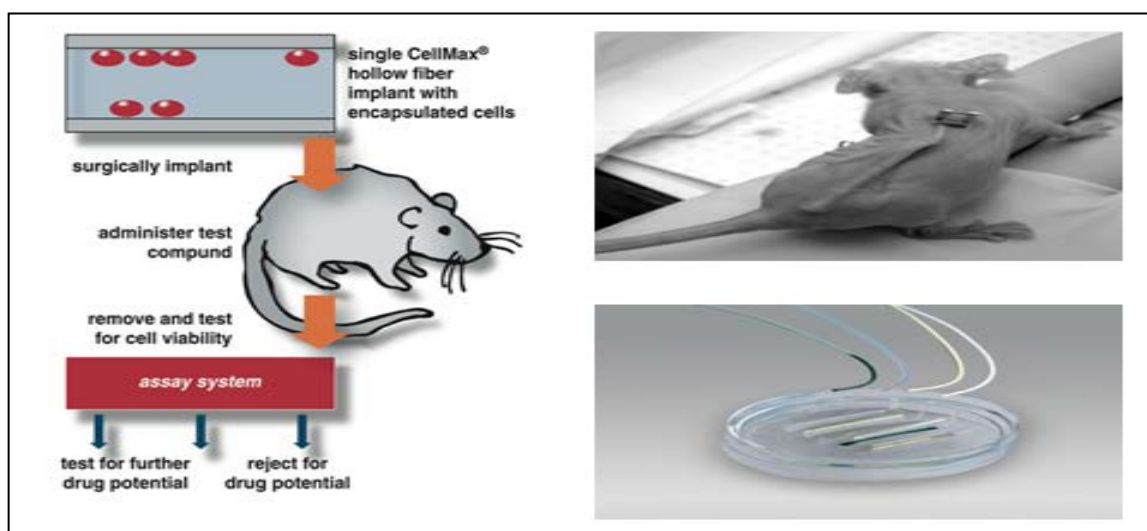 single CellMax®
hollow fiber
implant with
encapsulated cells
surgically implant
administer test
compund
remove and test
for cell viability
assay system
test for further
drug potential
reject for
drug potential